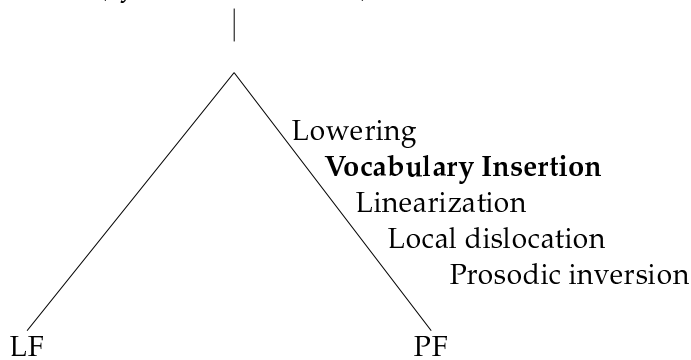 Lowering
Vocabulary Insertion
Linearization
Local dislocation
Prosodic inversion
LF PF